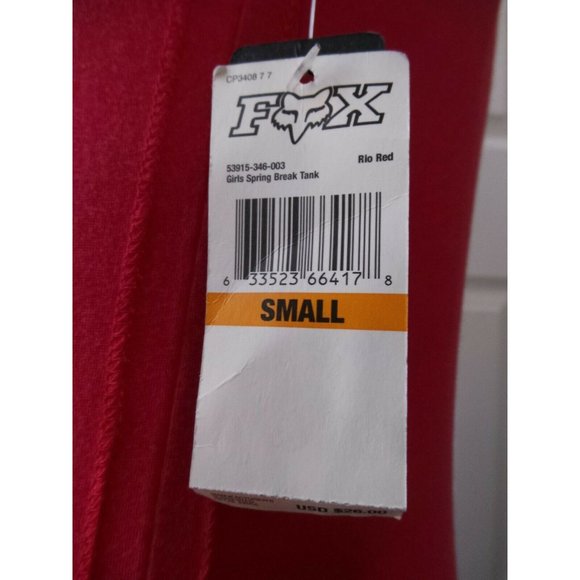 CP3408 7 7
FOX
53915-346-003 Rio Red
Girls Spring Break Tank
6 33523 66417 8
SMALL
USD $26.00